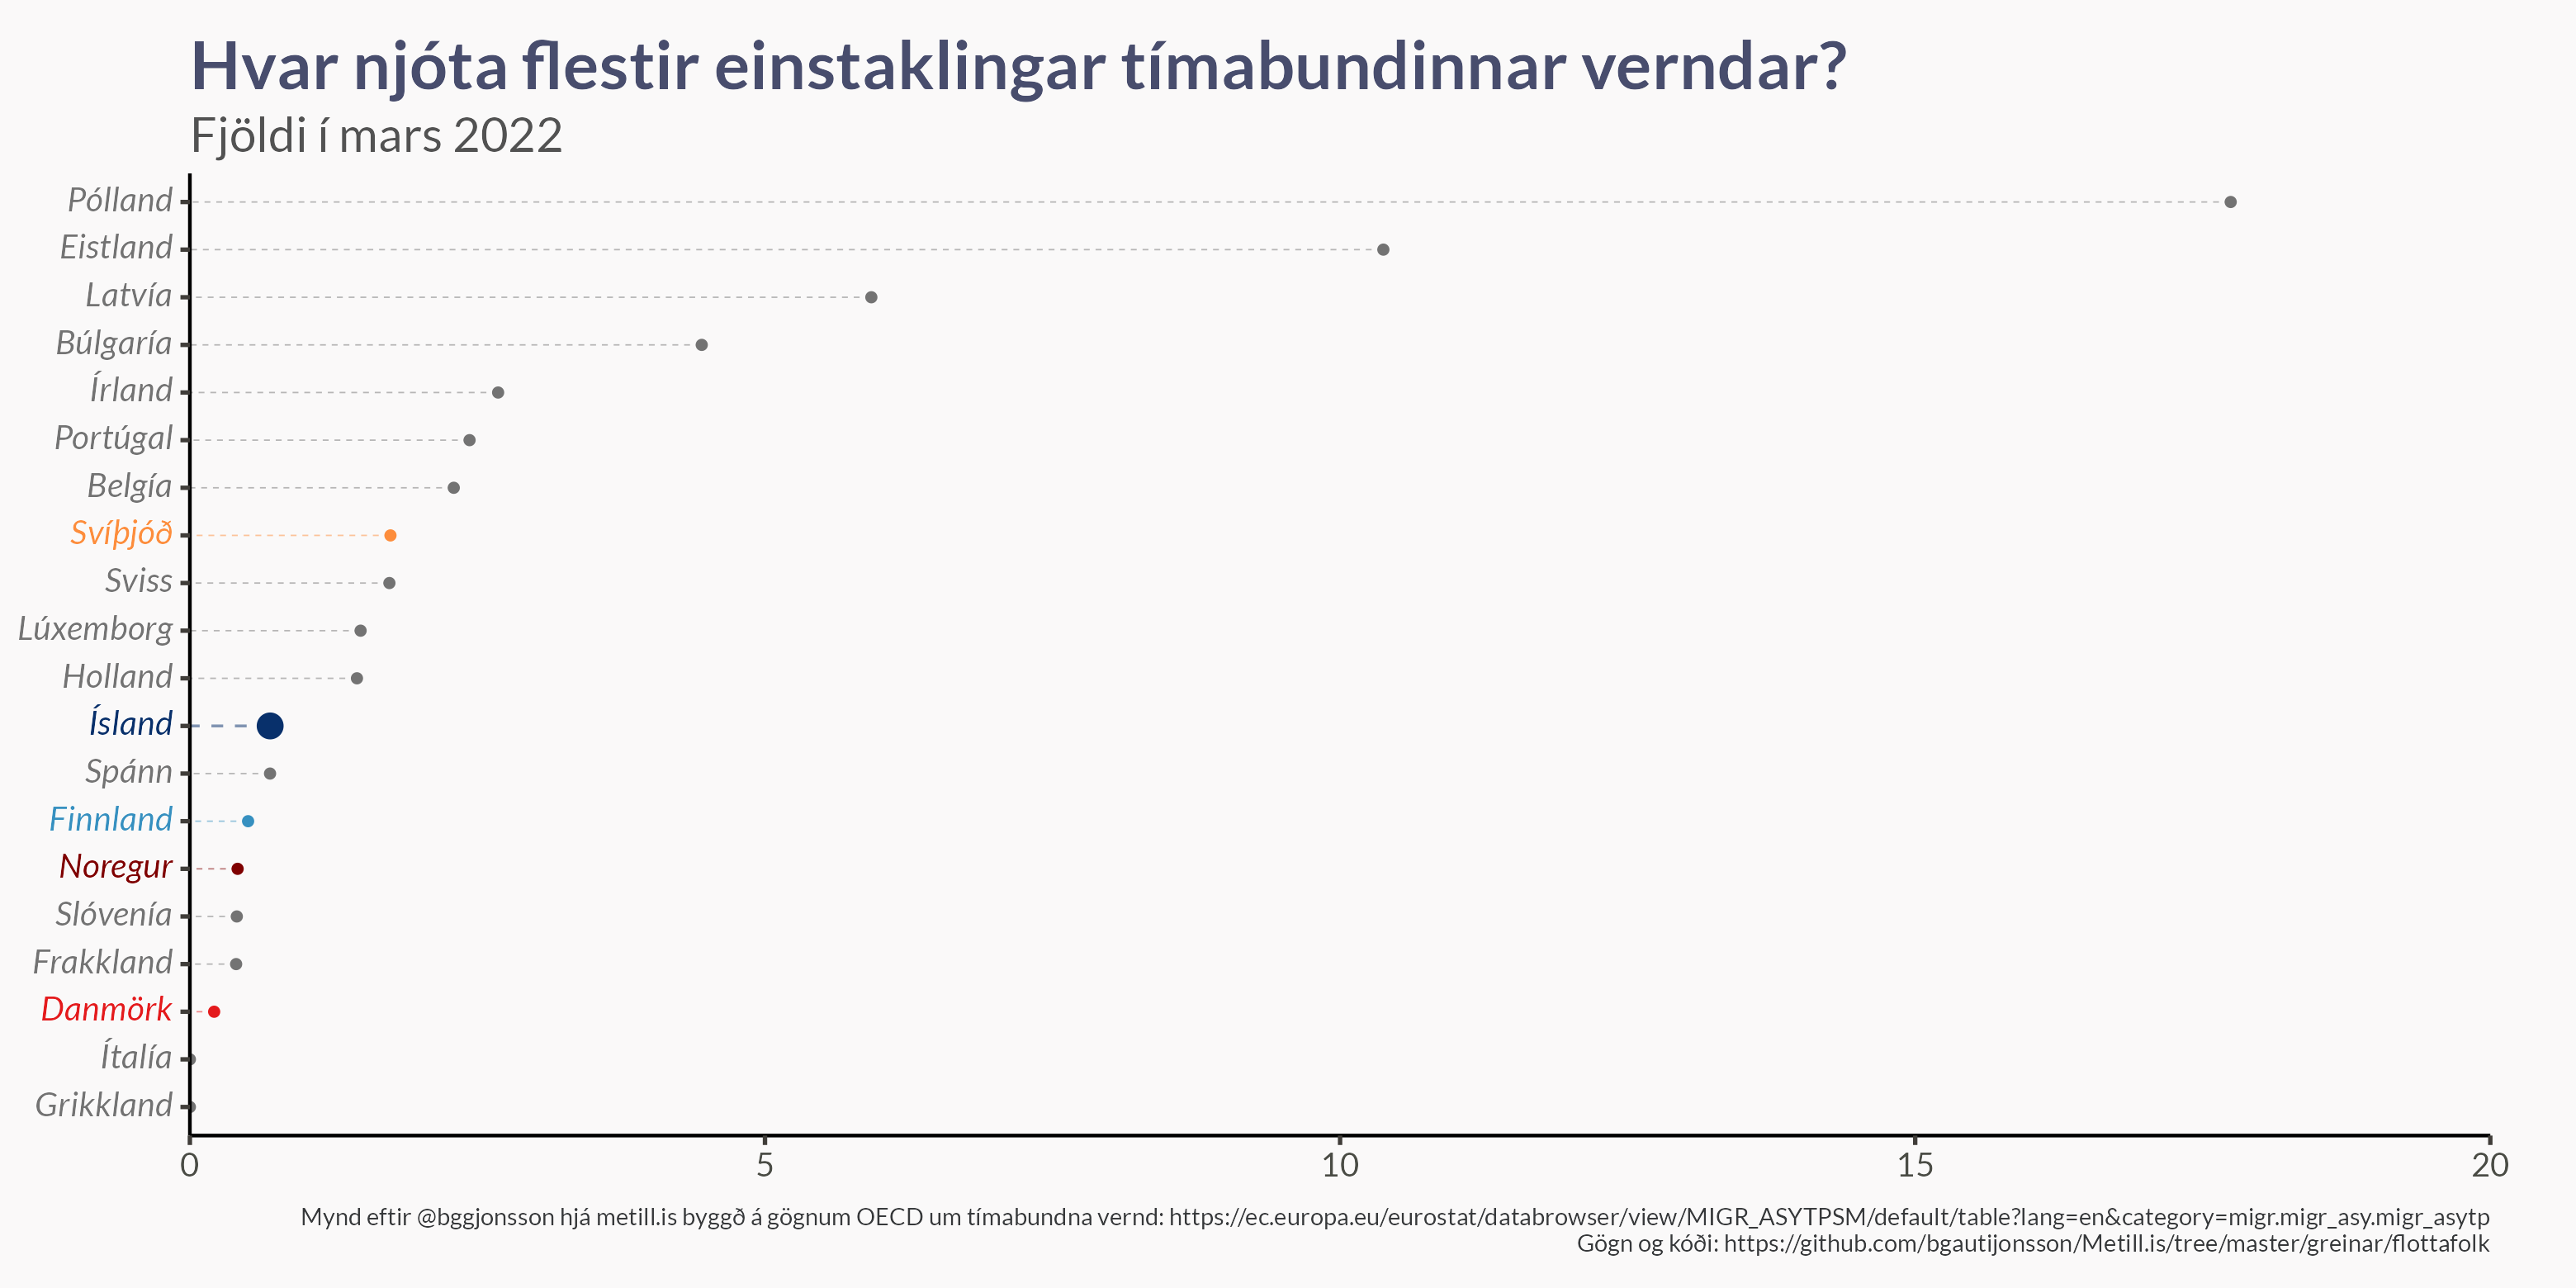 Hvar njóta flestir einstaklingar tímabundinnar verndar?
Fjöldi í mars 2022
Pólland
Eistland
Latvía
Búlgaría
Írland
Portúgal
Belgía
Svíþjóð
Sviss
Lúxemborg
Holland
Ísland
Spánn
Finnland
Noregur
Slóvenía
Frakkland
Danmörk
Ítalía
Grikkland
0 5 10 15 20
Mynd eftir @bggjonsson hjá metill.is byggð á gögnum OECD um tímabundna vernd: https://ec.europa.eu/eurostat/databrowser/view/MIGR_ASYTPSM/default/table?lang=en&category=migr.migr_asy.migr_asytp
Gögn og kóði: https://github.com/bgautijonsson/Metill.is/tree/master/greinar/flottafolk